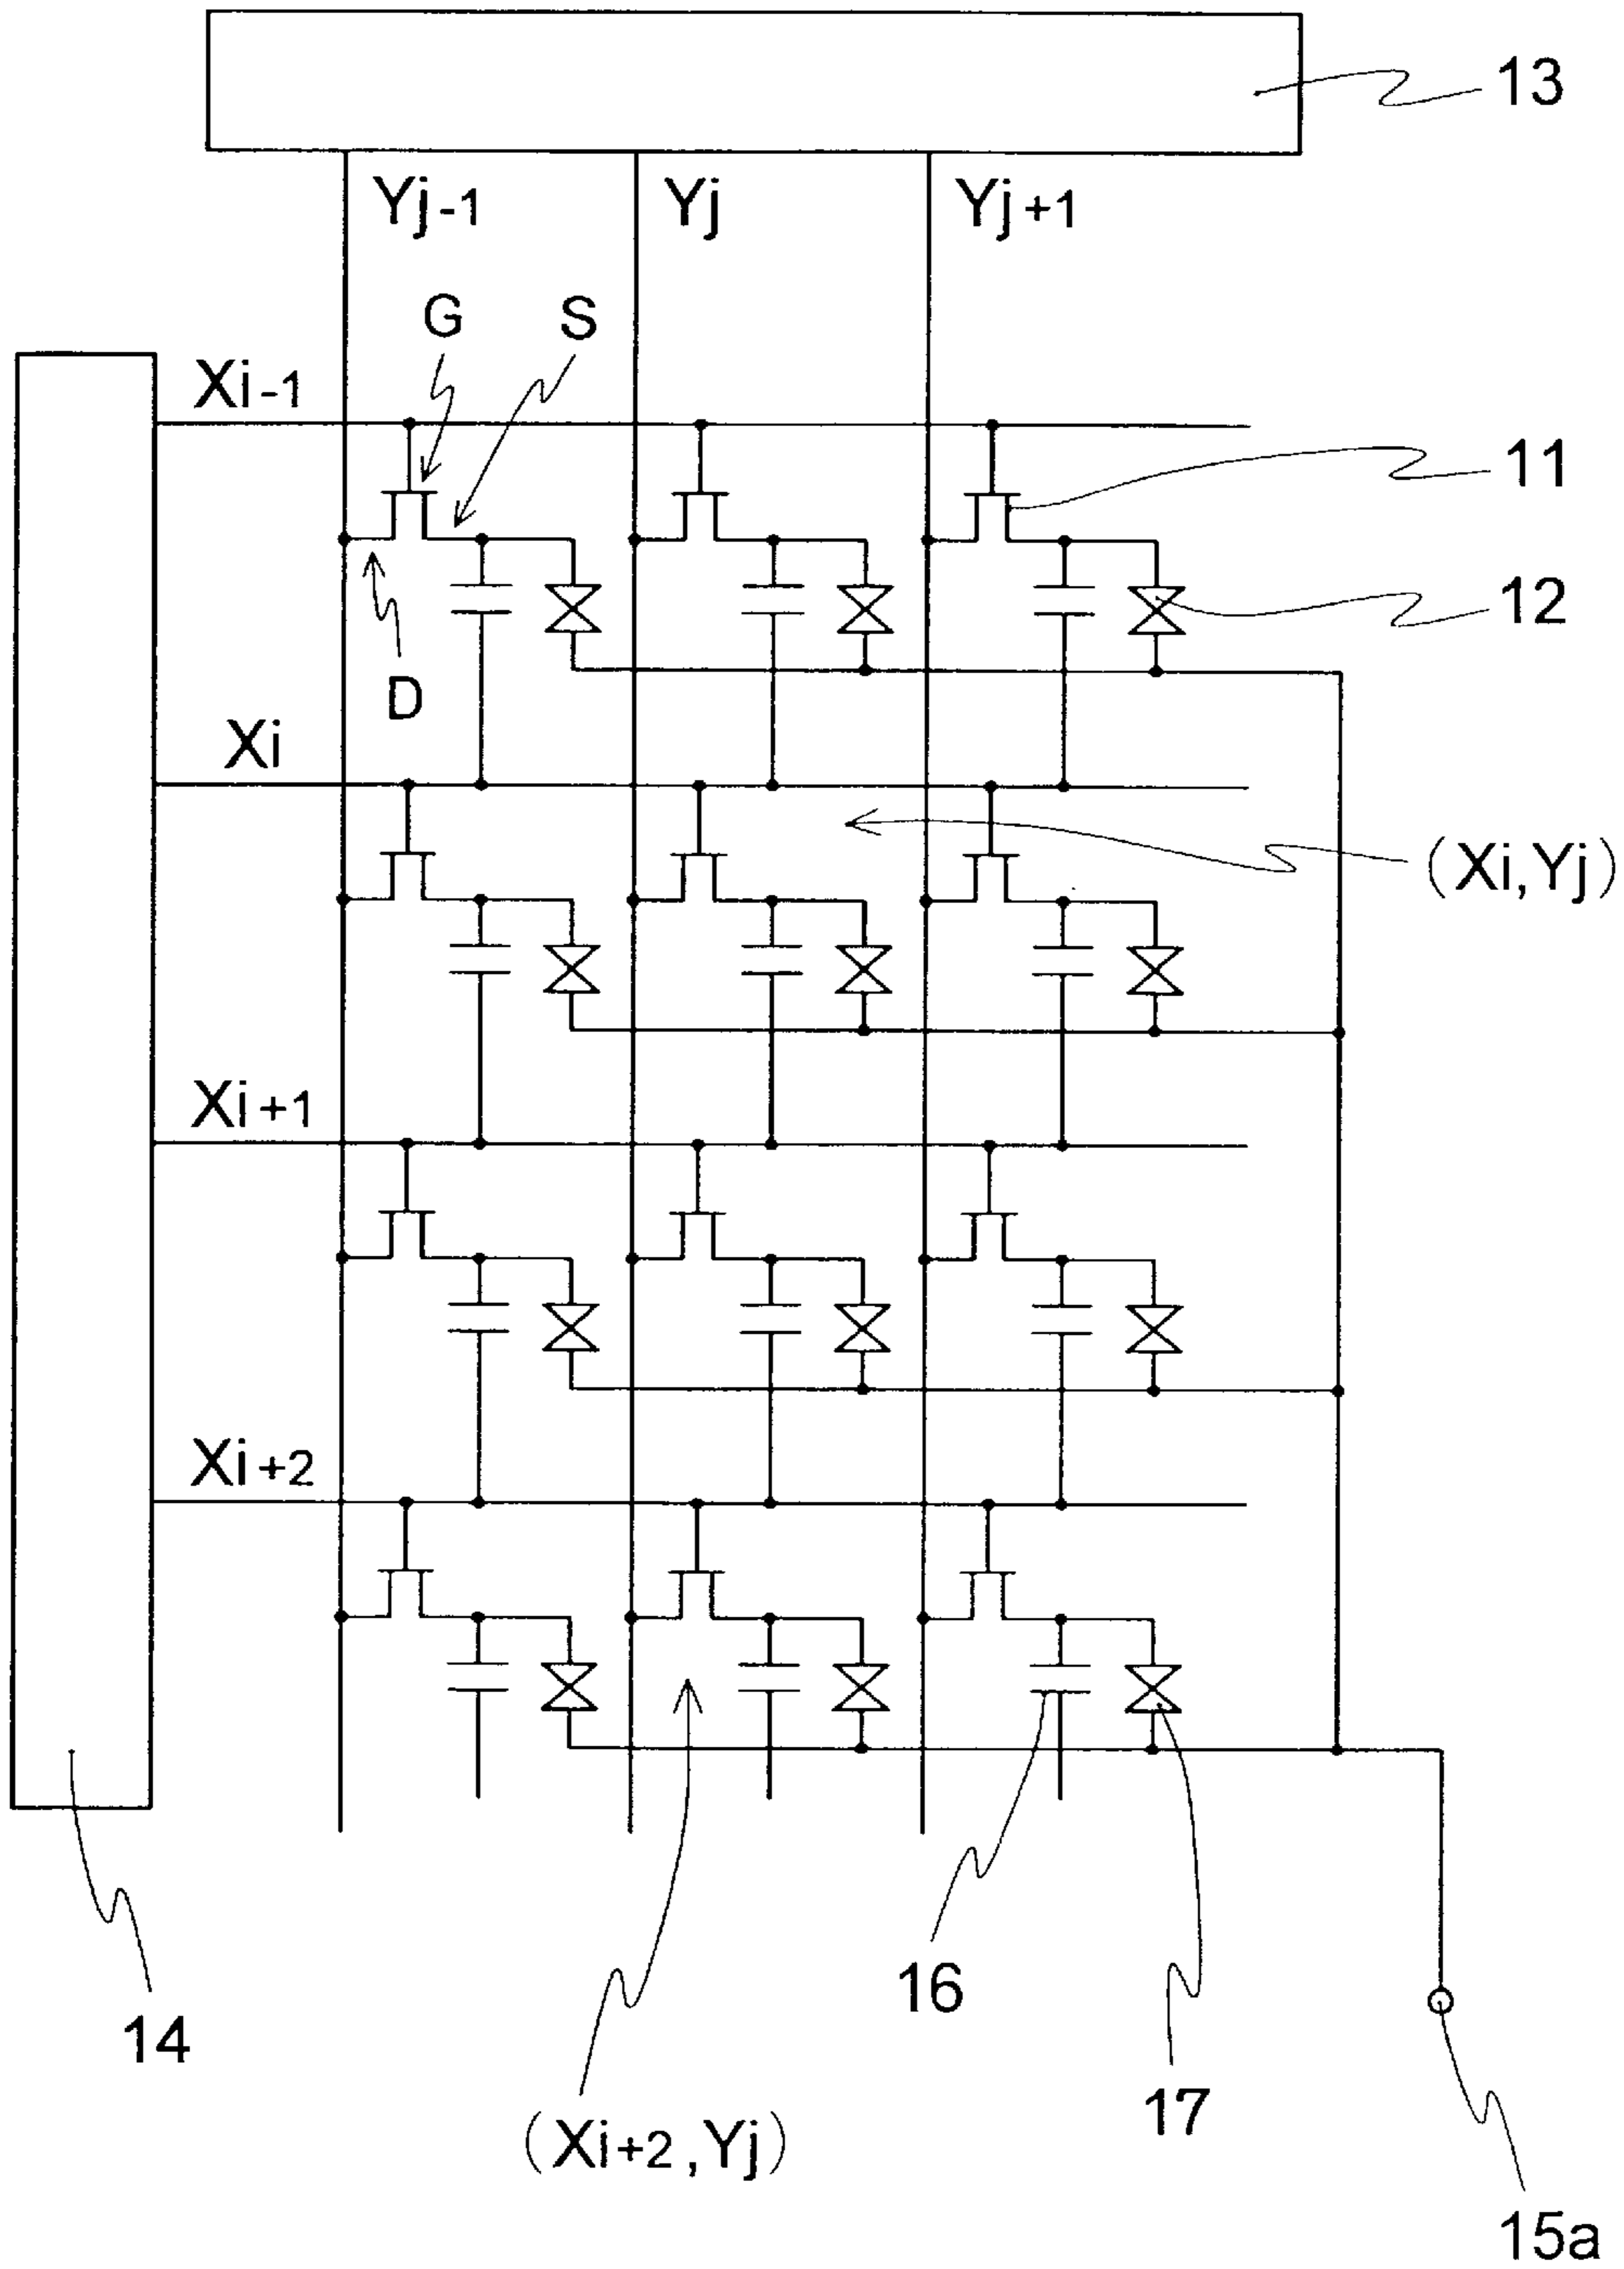 13
Yj-1
Yj
Yj+1
G
S
Xi-1
11
12
D
Xi
(Xi,Yj)
Xi+1
Xi+2
16
14
17
(Xi+2,Yj)
15a